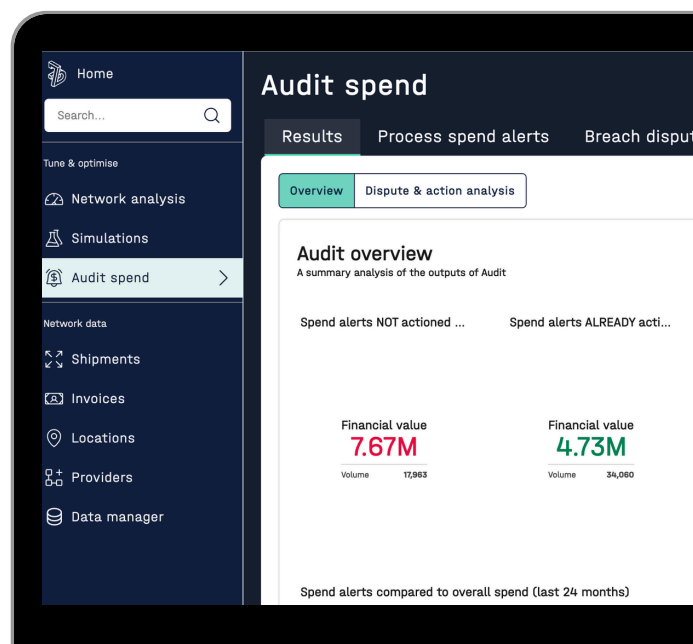 Home
Search...
Tune & optimise
Network analysis
Simulations
Audit spend
Network data
Shipments
Invoices
Locations
Providers
Data manager
Audit spend
Results Process spend alerts Breach disput
Overview Dispute & action analysis
Audit overview
A summary analysis of the outputs of Audit
Spend alerts NOT actioned ... Spend alerts ALREADY acti...
Financial value Financial value
7.67M 4.73M
Volume 17,963 Volume 34,060
Spend alerts compared to overall spend (last 24 months)